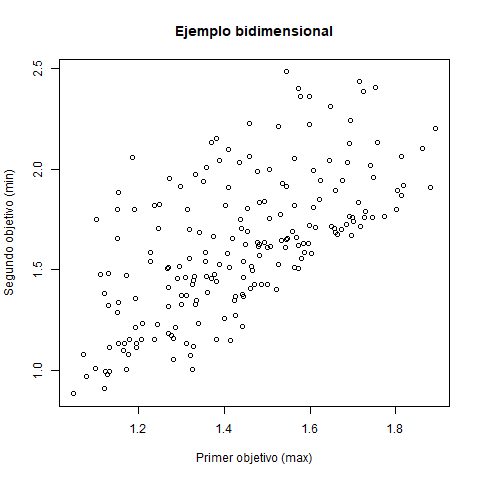 Ejemplo bidimensional
Segundo objetivo (min)
2.5
2.0
1.5
1.0
1.2 1.4 1.6 1.8
Primer objetivo (max)